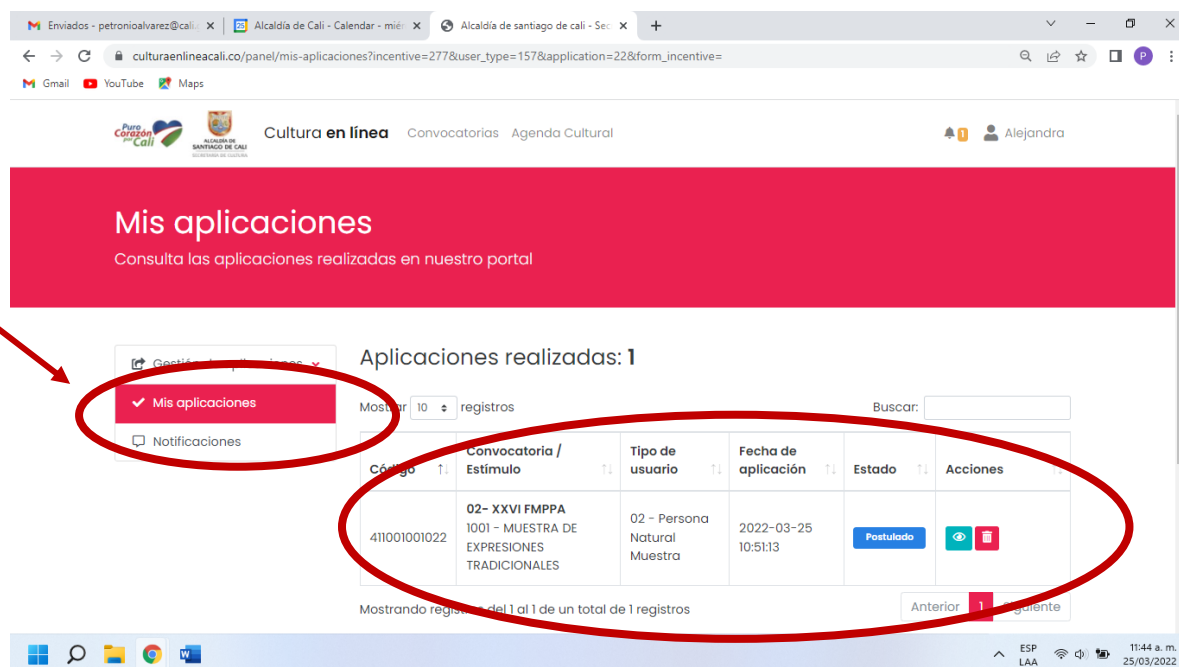 Enviados - petronioalvarez@cali.
Alcaldía de Cali - Calendar - miér
Alcaldía de santiago de cali - Sec
culturaenlineacali.co/panel/mis-aplicaciones?incentive=277&user_type=157&application=22&form_incentive=
P
Gmail YouTube Maps
Puro Corazón por Cali
ALCALDÍA DE SANTIAGO DE CALI
Cultura en línea Convocatorias Agenda Cultural
1 Alejandra
Mis aplicaciones
Consulta las aplicaciones realizadas en nuestro portal
Mis aplicaciones
Notificaciones
Aplicaciones realizadas: 1
Mostrar 10 registros
Buscar:
Código
Convocatoria / Estímulo
Tipo de usuario
Fecha de aplicación
Estado
Acciones
411001001022
02- XXVI FMPPA
1001 - MUESTRA DE
EXPRESIONES
TRADICIONALES
02 - Persona
Natural
Muestra
2022-03-25
10:51:13
Postulado
Mostrando registros del 1 al 1 de un total de 1 registros
Anterior 1 Siguiente
ESP
LAA
11:44 a. m.
25/03/2022